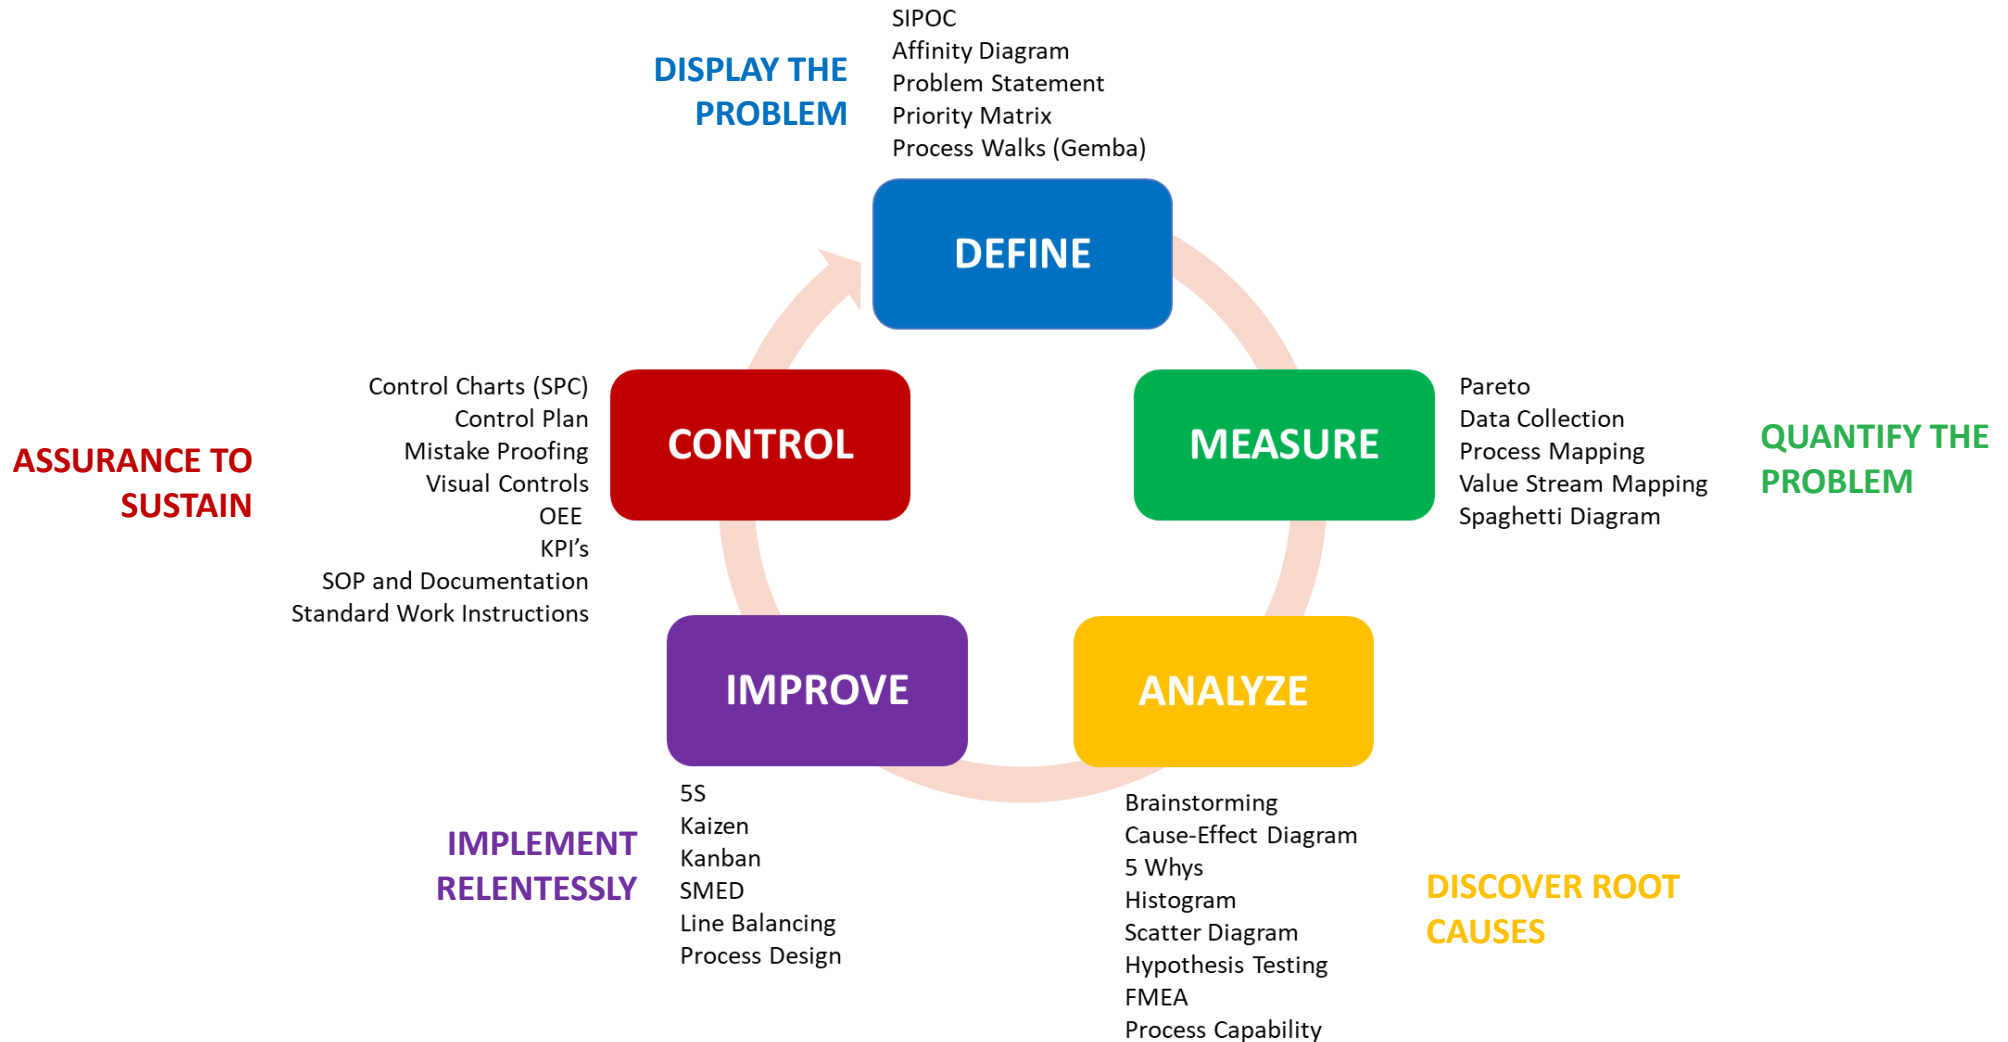 SIPOC
Affinity Diagram
Problem Statement
Priority Matrix
Process Walks (Gemba)
DISPLAY THE
PROBLEM
DEFINE
MEASURE
Pareto
Data Collection
Process Mapping
Value Stream Mapping
Spaghetti Diagram
QUANTIFY THE
PROBLEM
ANALYZE
Brainstorming
Cause-Effect Diagram
5 Whys
Histogram
Scatter Diagram
Hypothesis Testing
FMEA
Process Capability
DISCOVER ROOT
CAUSES
IMPROVE
5S
Kaizen
Kanban
SMED
Line Balancing
Process Design
IMPLEMENT
RELENTESSLY
CONTROL
Control Charts (SPC)
Control Plan
Mistake Proofing
Visual Controls
OEE
KPI’s
SOP and Documentation
Standard Work Instructions
ASSURANCE TO
SUSTAIN